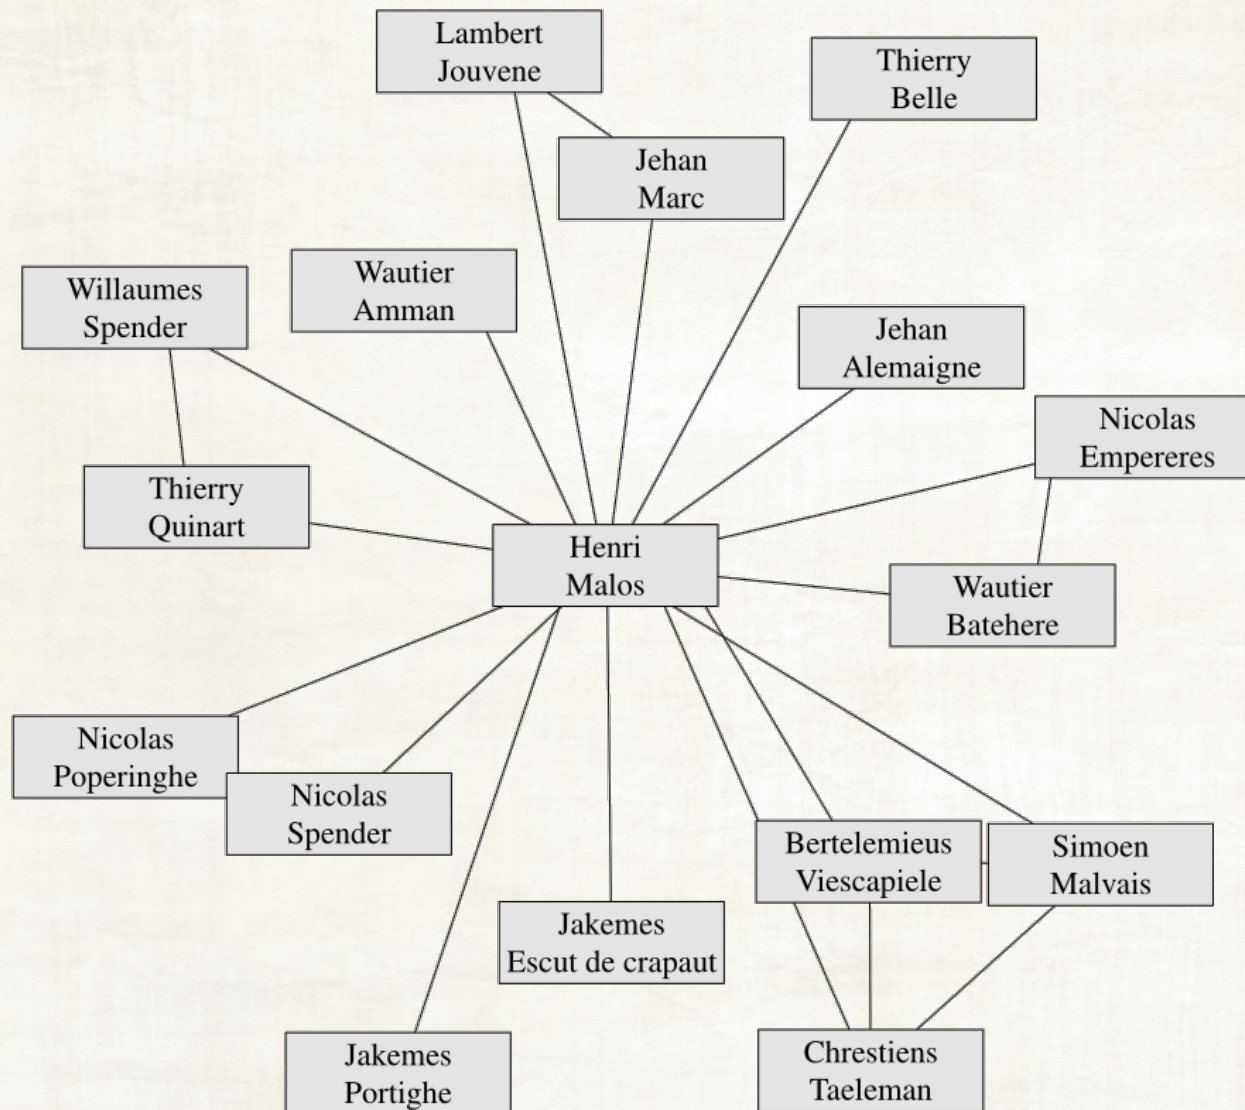 Lambert
Jouvene
Thierry
Belle
Jehan
Marc
Wautier
Amman
Willaumes
Spender
Jehan
Alemaigne
Nicolas
Empereres
Thierry
Quinart
Henri
Malos
Wautier
Batehere
Nicolas
Poperinghe
Nicolas
Spender
Bertelemieus
Viescapiele
Simoen
Malvais
Jakemes
Escut de crapaut
Jakemes
Portighe
Chrestiens
Taeleman